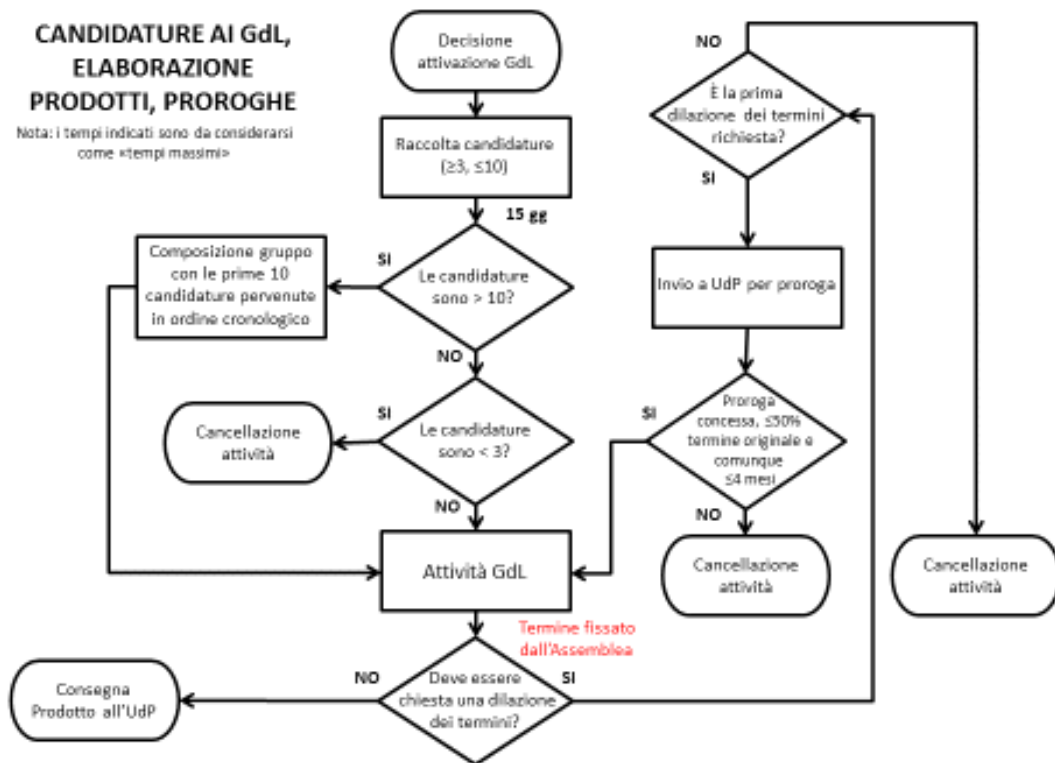 CANDIDATURE AI GdL,
ELABORAZIONE
PRODOTTI, PROROGHE
Nota: i tempi indicati sono da considerarsi
come «tempi massimi»
Decisione
attivazione GdL
Raccolta candidature
(≥3, ≤10)
15 gg
Le candidature
sono > 10?
SI
Composizione gruppo
con le prime 10
candidature pervenute
in ordine cronologico
NO
Le candidature
sono < 3?
SI
Cancellazione
attività
NO
Attività GdL
Termine fissato
dall'Assemblea
Deve essere
chiesta una dilazione
dei termini?
NO
Consegna
Prodotto all'UdP
SI
È la prima
dilazione dei termini
richiesta?
NO
Cancellazione
attività
SI
Invio a UdP per proroga
Proroga
concessa, ≤50%
termine originale e
comunque
≤4 mesi
SI
NO
Cancellazione
attività